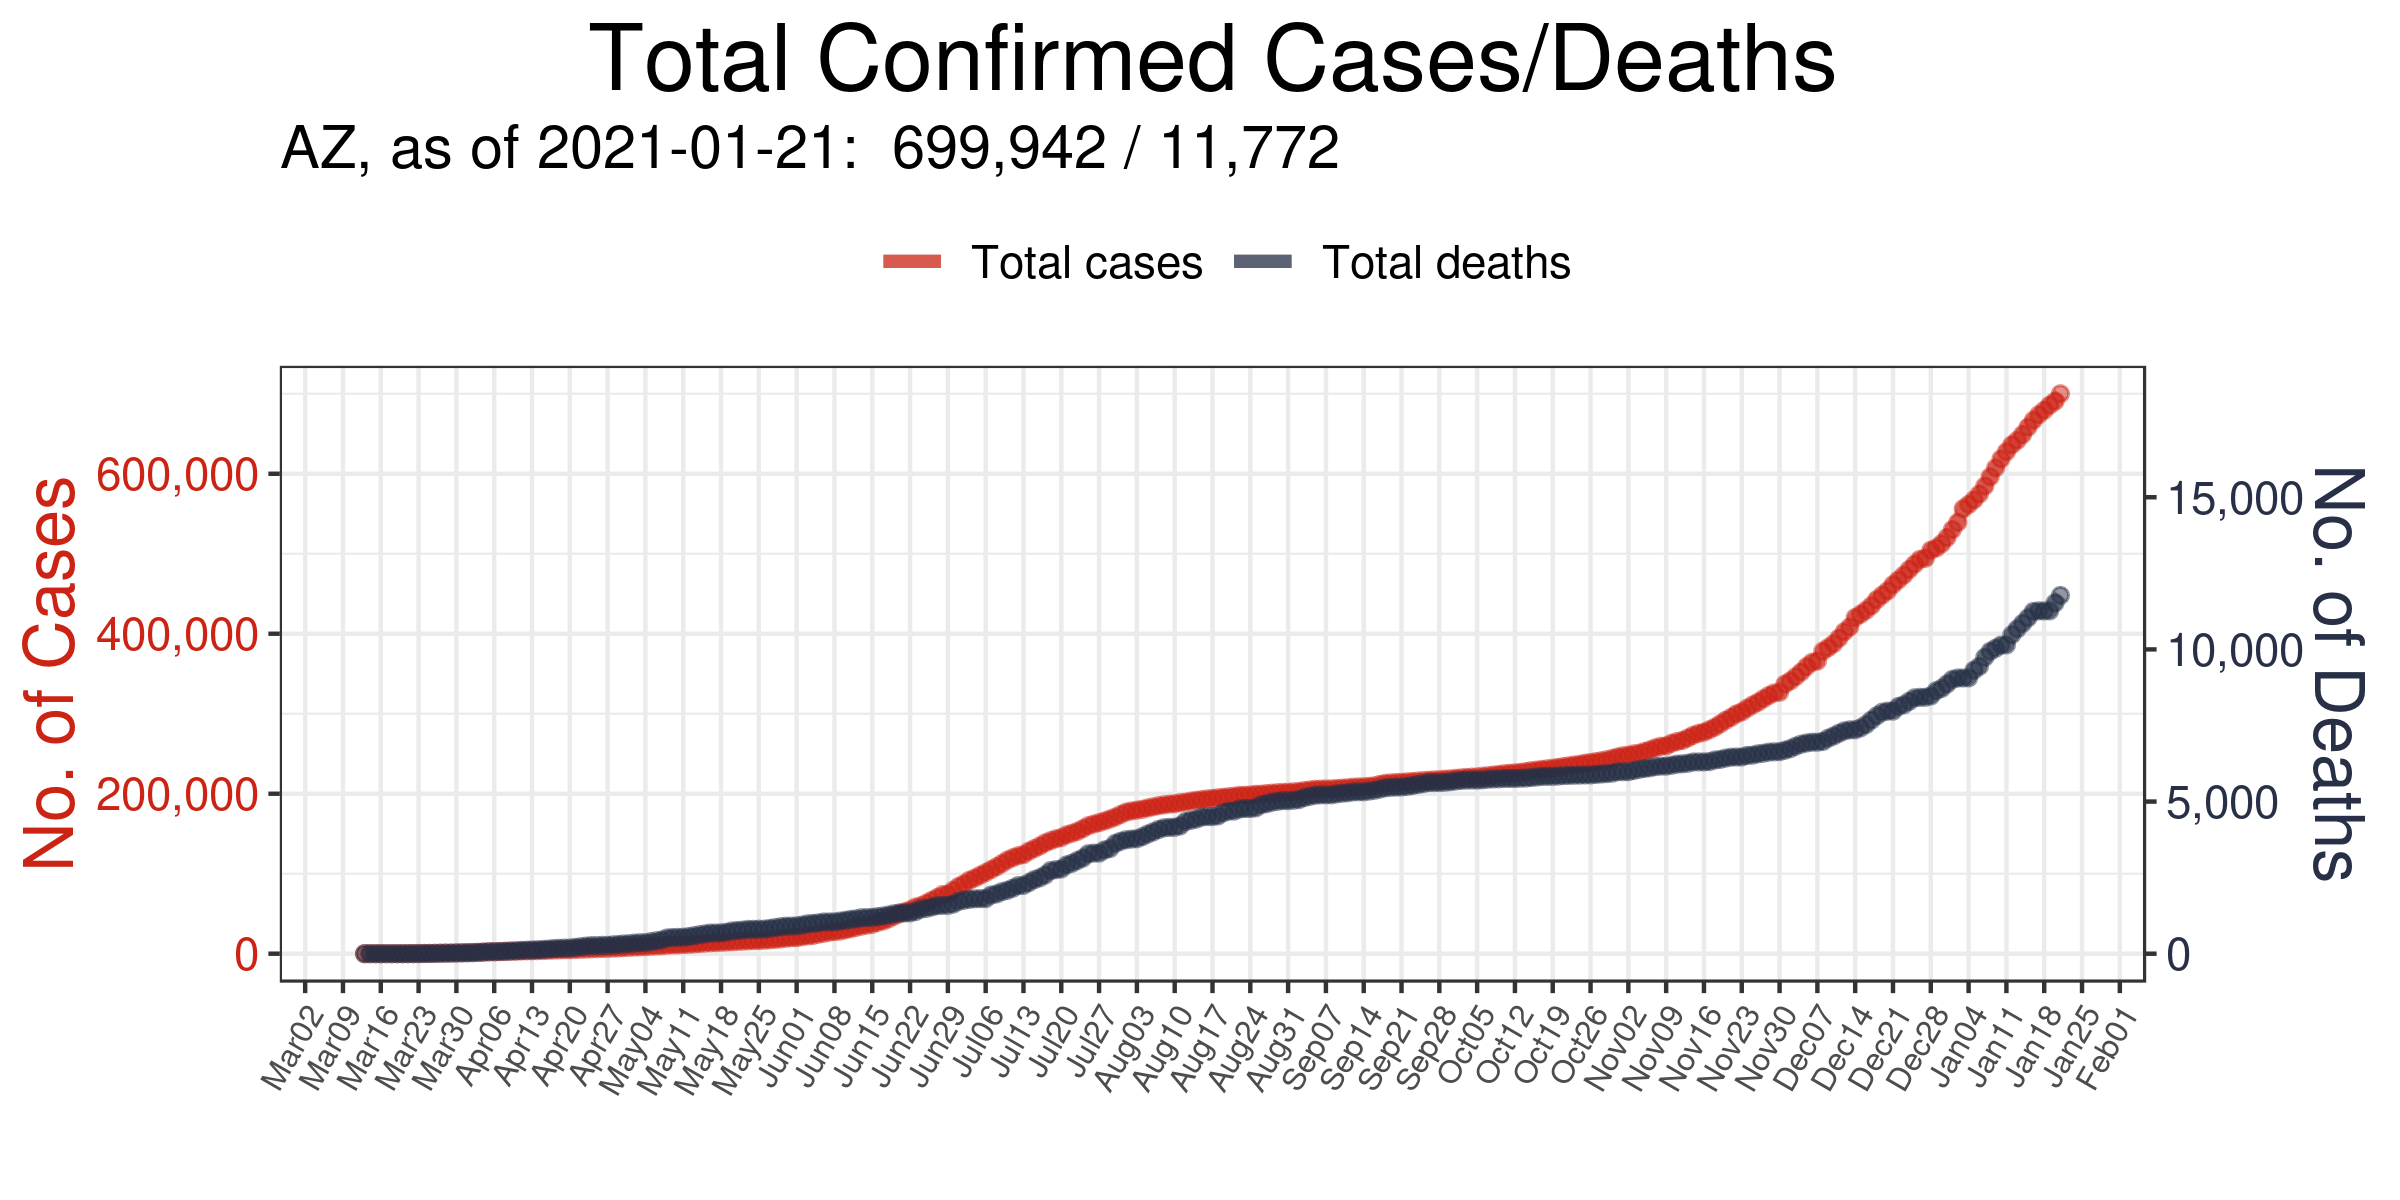 Total Confirmed Cases/Deaths
AZ, as of 2021-01-21:  699,942 / 11,772
Total cases
Total deaths
No. of Cases
600,000
400,000
200,000
0
15,000
10,000
5,000
0
No. of Deaths
Mar02
Mar09
Mar16
Mar23
Mar30
Apr06
Apr13
Apr20
Apr27
May04
May11
May18
May25
Jun01
Jun08
Jun15
Jun22
Jun29
Jul06
Jul13
Jul20
Jul27
Aug03
Aug10
Aug17
Aug24
Aug31
Sep07
Sep14
Sep21
Sep28
Oct05
Oct12
Oct19
Oct26
Nov02
Nov09
Nov16
Nov23
Nov30
Dec07
Dec14
Dec21
Dec28
Jan04
Jan11
Jan18
Jan25
Feb01